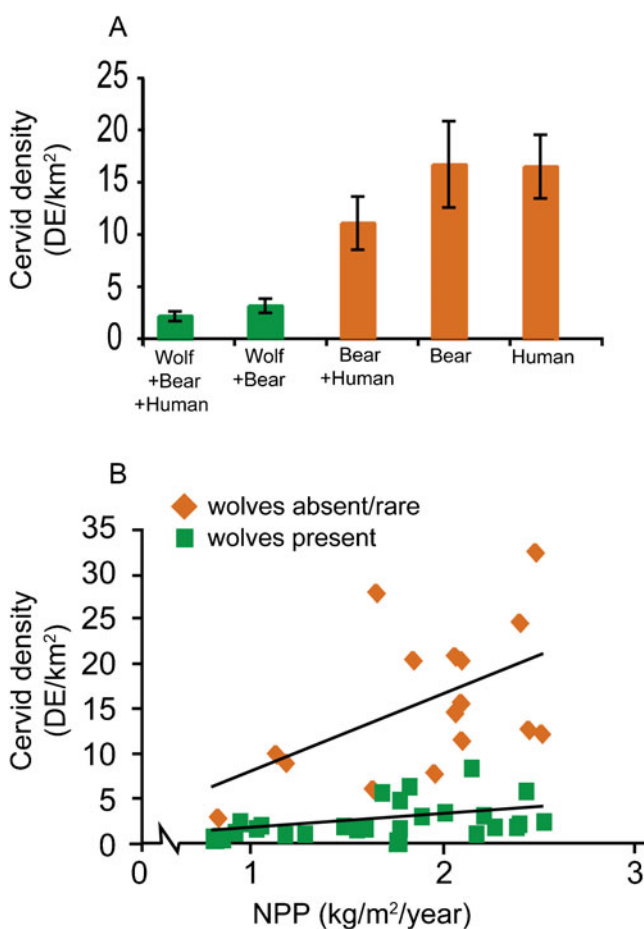 A
Cervid density
(DE/km²)
25
20
15
10
5
0
Wolf
+Bear
+Human
Wolf
+Bear
Bear
+Human
Bear
Human
B
wolves absent/rare
wolves present
Cervid density
(DE/km²)
35
30
25
20
15
10
5
0
0 1 2 3
NPP (kg/m²/year)